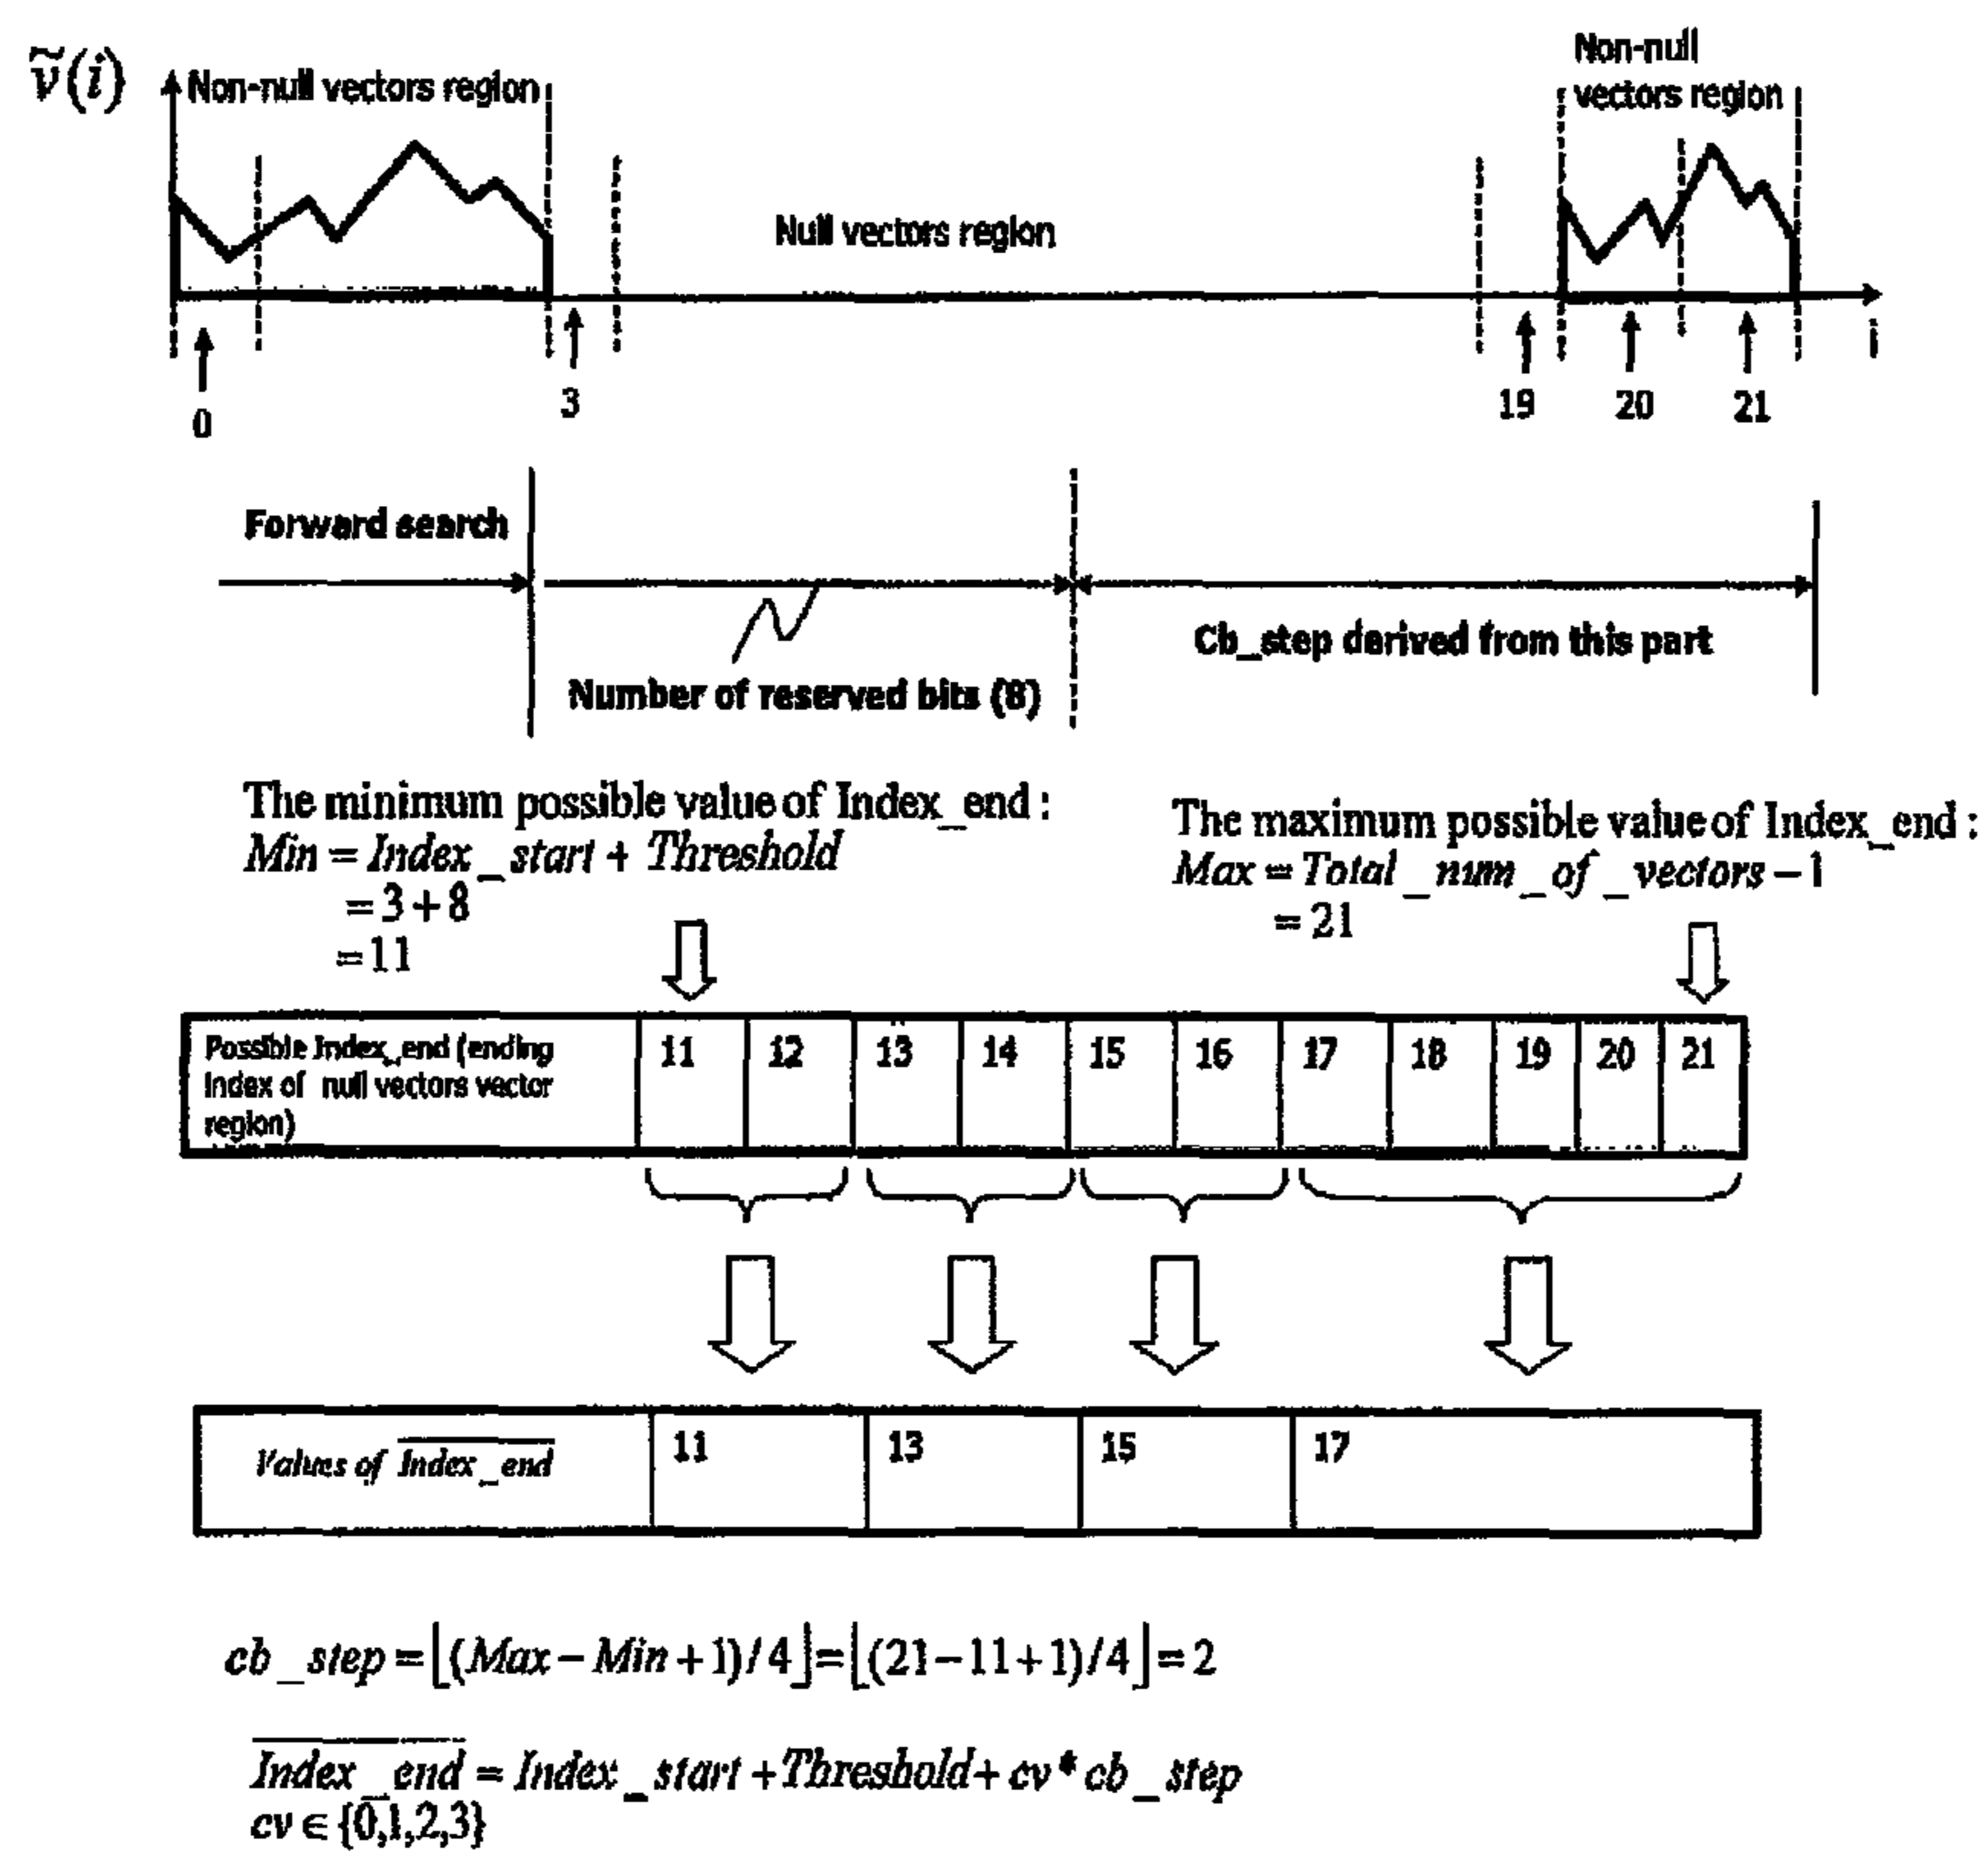 ṽ(i)
Non-null vectors region
Non-null
vectors region
Null vectors region
0
3
19
20
21
i
Forward search
Number of reserved bits (8)
Cb_step derived from this part
The minimum possible value of Index_end :
Min = Index_start + Threshold
= 3 + 8
= 11
The maximum possible value of Index_end :
Max = Total_num_of_vectors − 1
= 21
Possible Index_end (ending
Index of null vectors vector
region)
11 12 13 14 15 16 17 18 19 20 21
Values of \overline{Index_end} 11 13 15 17
cb_step = ⌊(Max − Min + 1)/4⌋ = ⌊(21 − 11 + 1)/4⌋ = 2
\overline{Index_end} = Index_start + Threshold + cv * cb_step
cv ∈ {0,1,2,3}